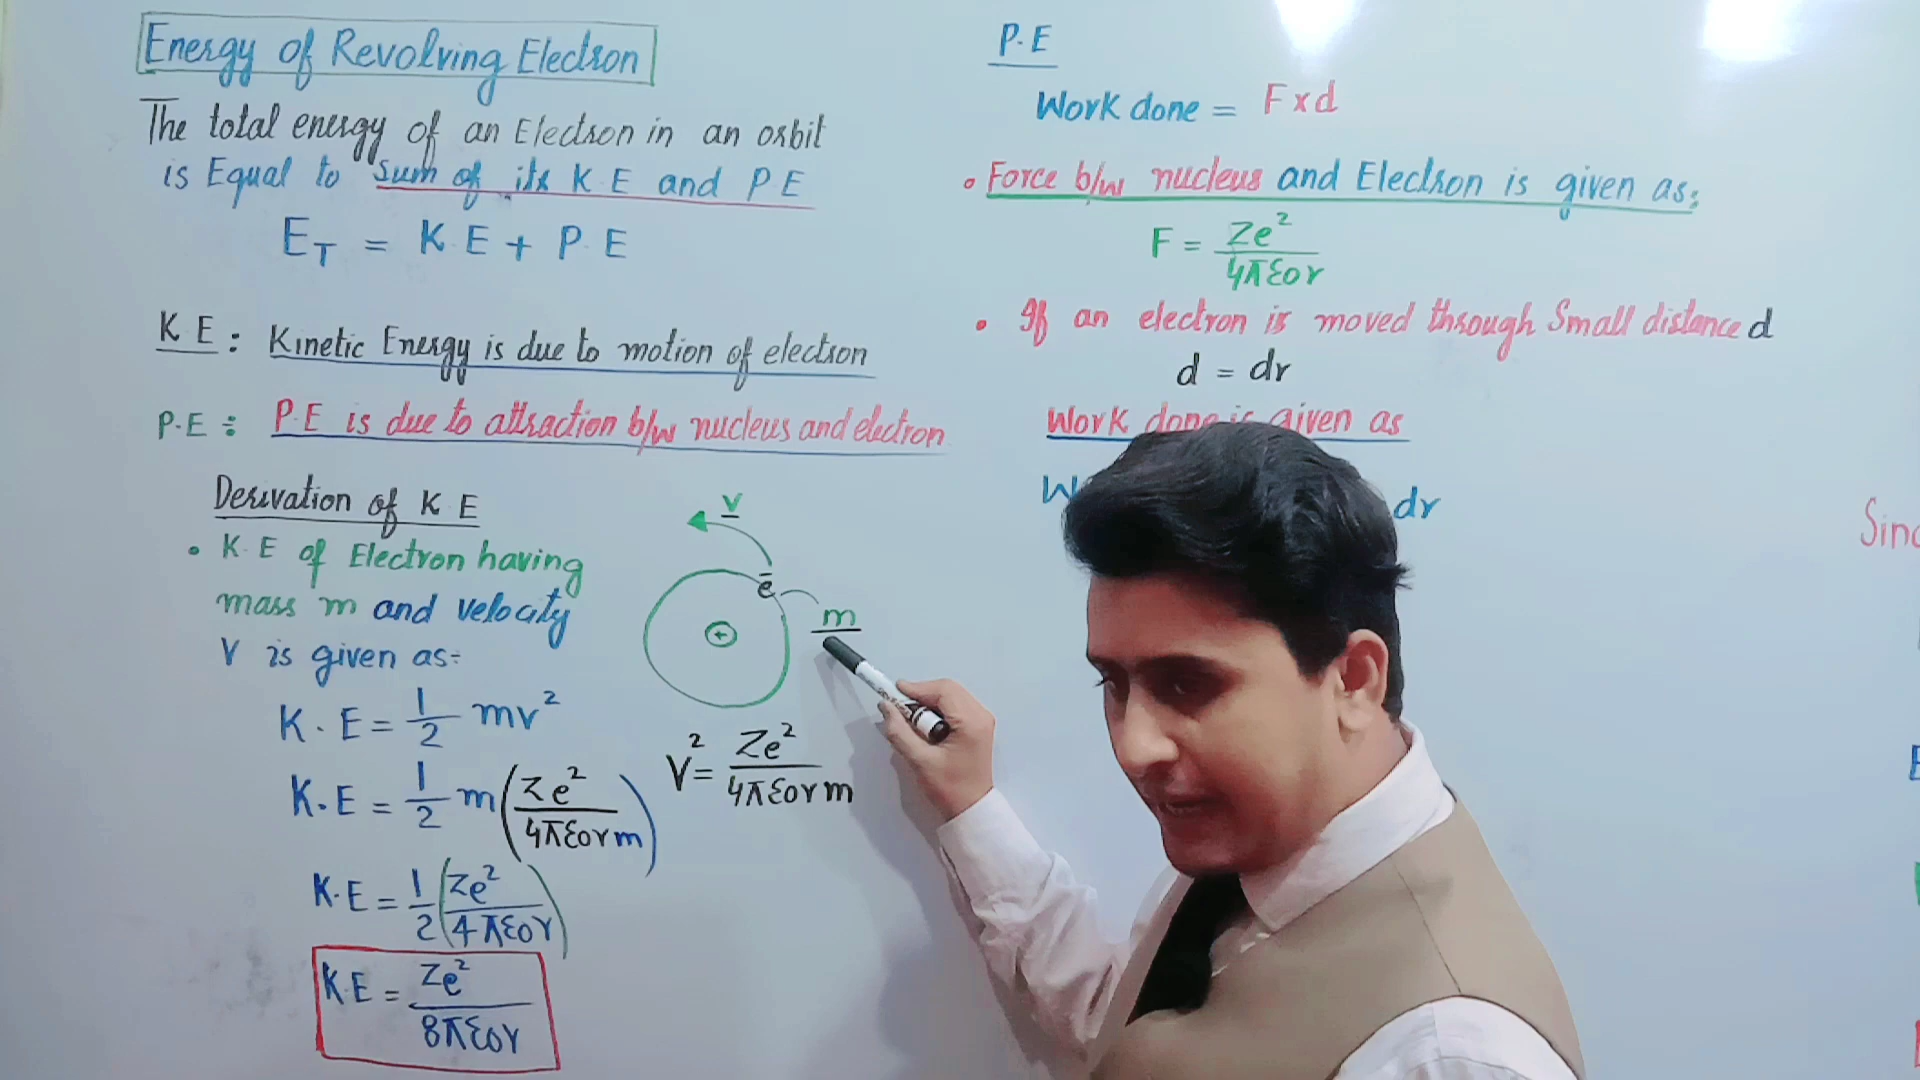 Energy of Revolving Electron
The total energy of an Electron in an orbit
is Equal to sum of its K.E and P E
E_T = K.E + P.E
K E : Kinetic Energy is due to motion of electron
P.E : P.E is due to attraction b/w nucleus and electron
Derivation of K E
• K.E of Electron having
mass m and velocity
V is given as:
K.E = 1/2 mv²
K.E = 1/2 m(Ze²/4πε0rm)
K.E = 1/2(Ze²/4πε0r)
K.E = Ze²/8πε0r
v
e⁻
+
m
V² = Ze²/4πε0rm
P.E
Work done = F x d
• Force b/w nucleus and Electron is given as:
F = Ze²/4πε0r
• If an electron is moved through Small distance d
d = dr
Work done is given as
dr